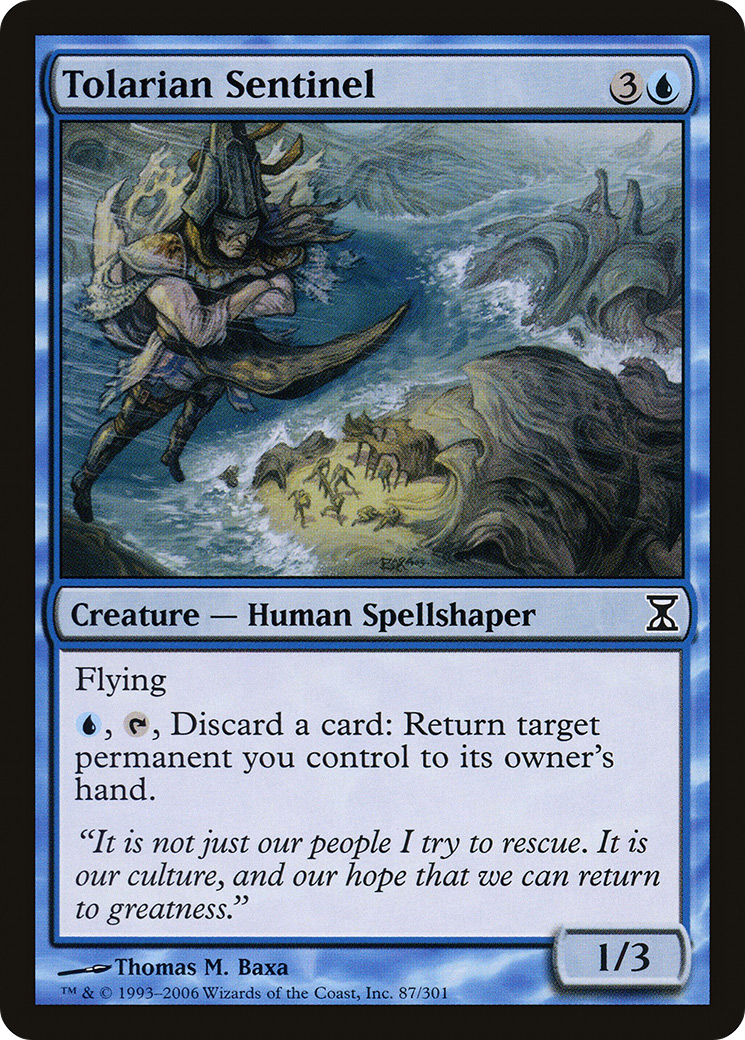 Tolarian Sentinel 3
Creature — Human Spellshaper
Flying
, , Discard a card: Return target
permanent you control to its owner's
hand.
"It is not just our people I try to rescue. It is
our culture, and our hope that we can return
to greatness."
1/3
Thomas M. Baxa
™ & © 1993–2006 Wizards of the Coast, Inc. 87/301